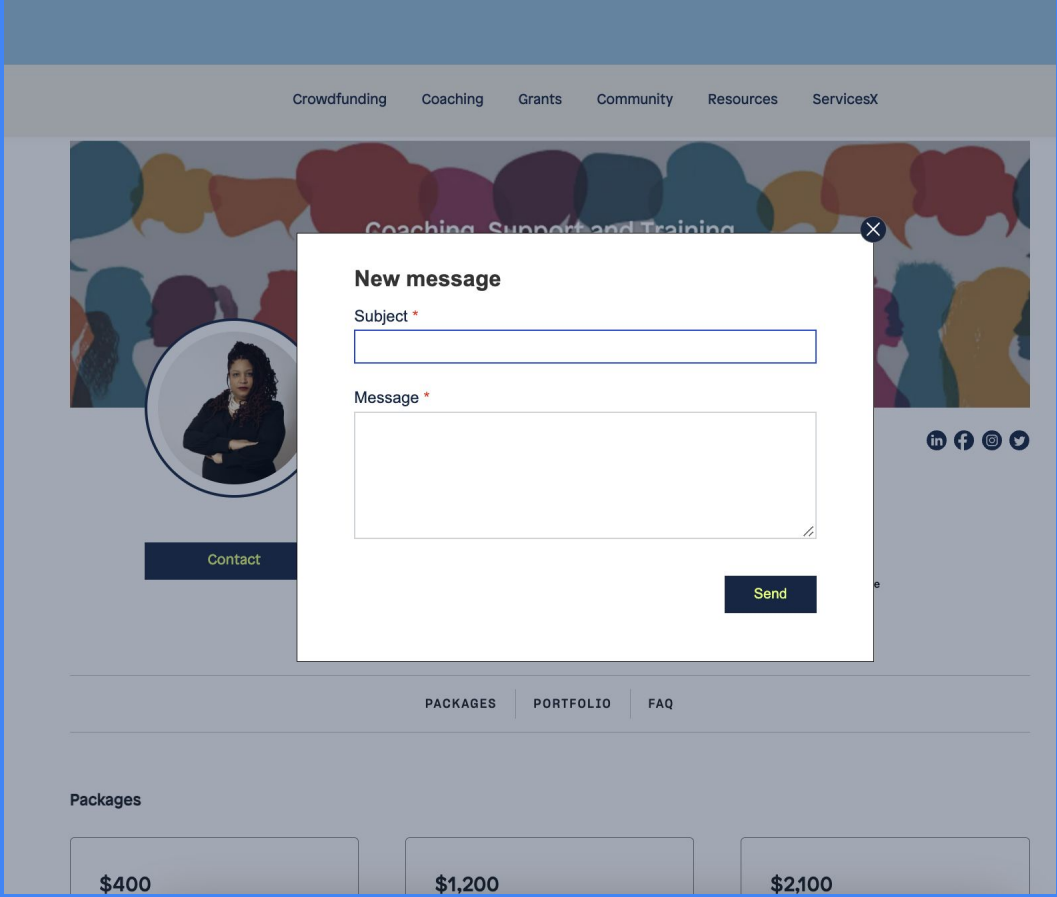 Crowdfunding Coaching Grants Community Resources ServicesX
Coaching, Support and Training
New message
Subject *
Message *
Contact
Send
e
PACKAGES PORTFOLIO FAQ
Packages
$400 $1,200 $2,100